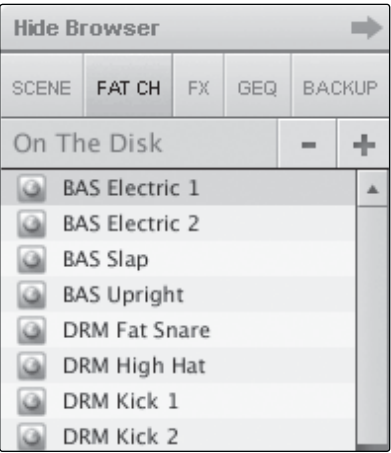 Hide Browser
SCENE FAT CH FX GEQ BACKUP
On The Disk - +
BAS Electric 1
BAS Electric 2
BAS Slap
BAS Upright
DRM Fat Snare
DRM High Hat
DRM Kick 1
DRM Kick 2